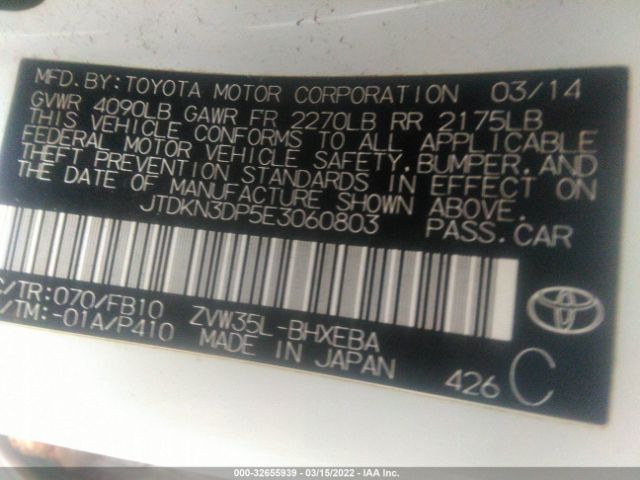 MFD. BY: TOYOTA MOTOR CORPORATION 03/14
GVWR 4090LB GAWR FR 2270LB RR 2175LB
THIS VEHICLE CONFORMS TO ALL APPLICABLE
FEDERAL MOTOR VEHICLE SAFETY, BUMPER, AND
THEFT PREVENTION STANDARDS IN EFFECT ON
THE DATE OF MANUFACTURE SHOWN ABOVE.
JTDKN3DP5E3060803 PASS. CAR
C/TR: 070/FB10 ZVW35L-BHXEBA
/TM: -01A/P410 MADE IN JAPAN
426 C
000-32655939 - 03/15/2022 - IAA Inc.